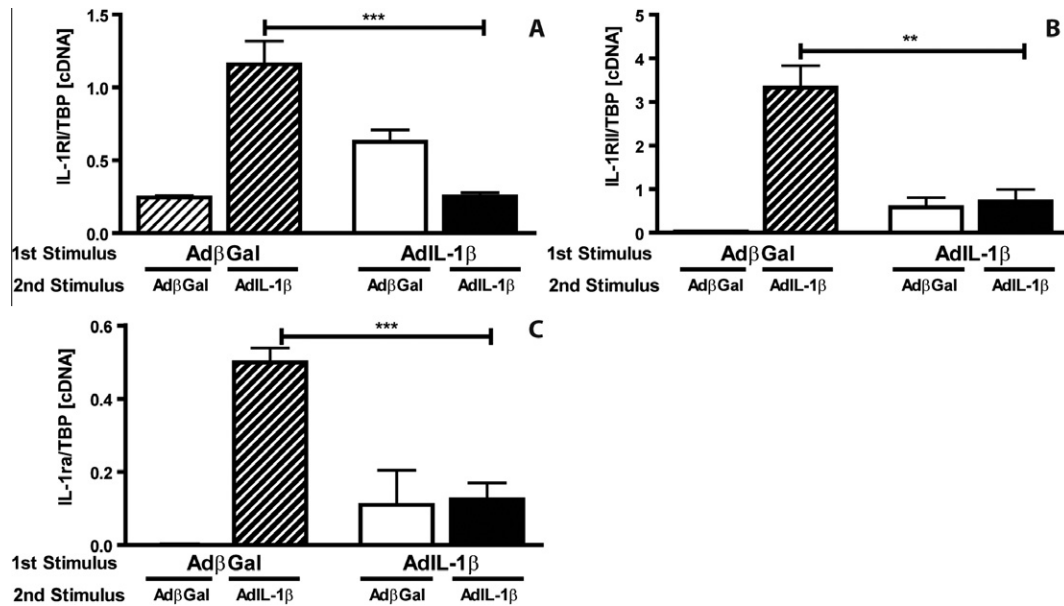 A
IL-1RI/TBP [cDNA]
1.5
1.0
0.5
0.0
***
1st Stimulus AdβGal AdIL-1β
2nd Stimulus AdβGal AdIL-1β AdβGal AdIL-1β
B
IL-1RII/TBP [cDNA]
5
4
3
2
1
0
**
1st Stimulus AdβGal AdIL-1β
2nd Stimulus AdβGal AdIL-1β AdβGal AdIL-1β
C
IL-1ra/TBP [cDNA]
0.6
0.4
0.2
0.0
***
1st Stimulus AdβGal AdIL-1β
2nd Stimulus AdβGal AdIL-1β AdβGal AdIL-1β